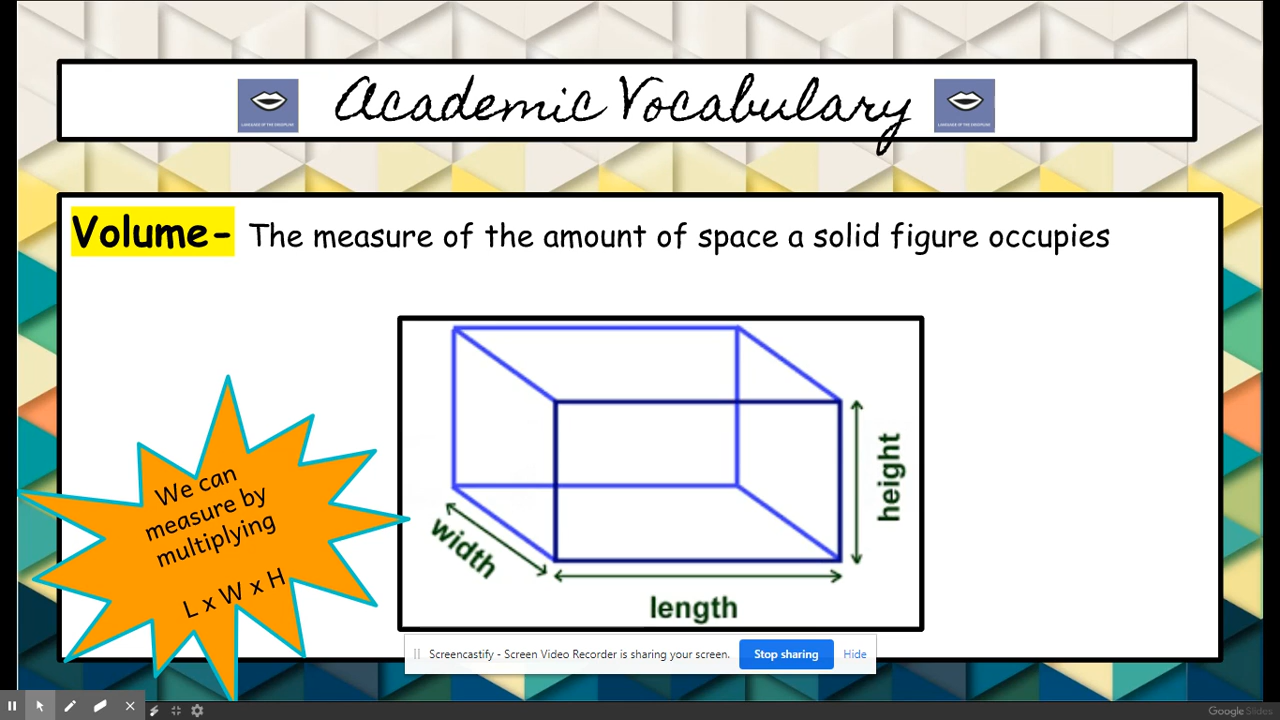 Academic Vocabulary
LANGUAGE OF THE DISCIPLINE
LANGUAGE OF THE DISCIPLINE
Volume- The measure of the amount of space a solid figure occupies
We can
measure by
multiplying
L x W x H
width
length
height
Screencastify - Screen Video Recorder is sharing your screen.
Stop sharing
Hide
Google Slides